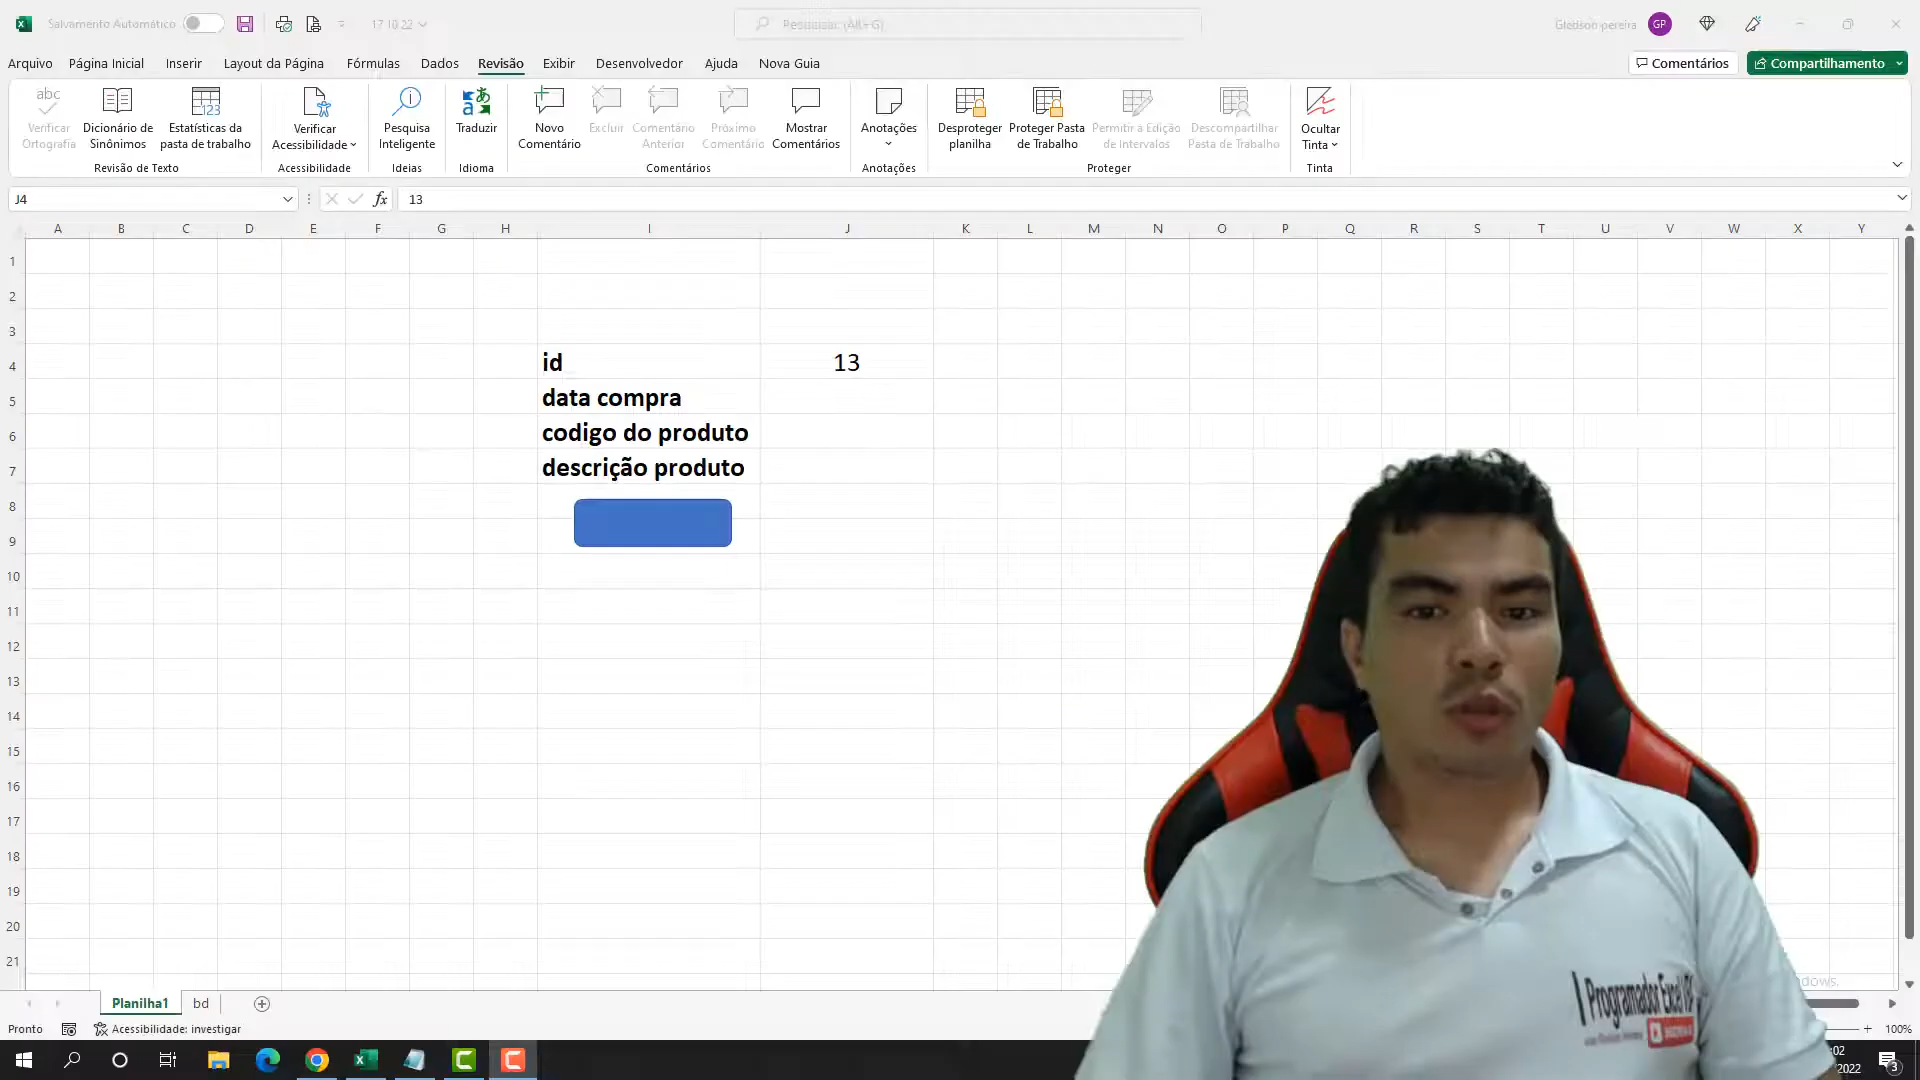 Salvamento Automático
17 10 22
Pesquisar (Alt+G)
Gledson pereira
GP
Arquivo
Página Inicial
Inserir
Layout da Página
Fórmulas
Dados
Revisão
Exibir
Desenvolvedor
Ajuda
Nova Guia
Comentários
Compartilhamento
abc
Verificar
Ortografia
Dicionário de
Sinônimos
123
Estatísticas da
pasta de trabalho
Revisão de Texto
Verificar
Acessibilidade
Acessibilidade
Pesquisa
Inteligente
Ideias
Traduzir
Idioma
Novo
Comentário
Excluir
Comentário
Anterior
Próximo
Comentário
Mostrar
Comentários
Comentários
Anotações
Anotações
Desproteger
planilha
Proteger Pasta
de Trabalho
Permitir a Edição
de Intervalos
Descompartilhar
Pasta de Trabalho
Proteger
Ocultar
Tinta
Tinta
J4
fx
13
A B C D E F G H I J K L M N O P Q R S T U V W X Y
1
2
3
4 id 13
5 data compra
6 codigo do produto
7 descrição produto
8
9
10
11
12
13
14
15
16
17
18
19
20
21
Programador Excel
Planilha1
bd
Pronto
Acessibilidade: investigar
100%
:02
2022
3